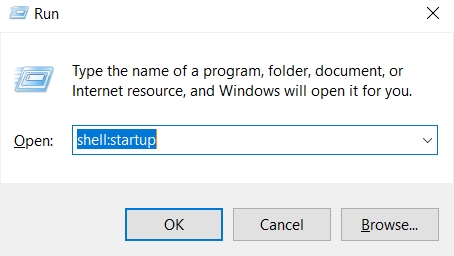 Run
Type the name of a program, folder, document, or
Internet resource, and Windows will open it for you.
Open: shell:startup
OK Cancel Browse...